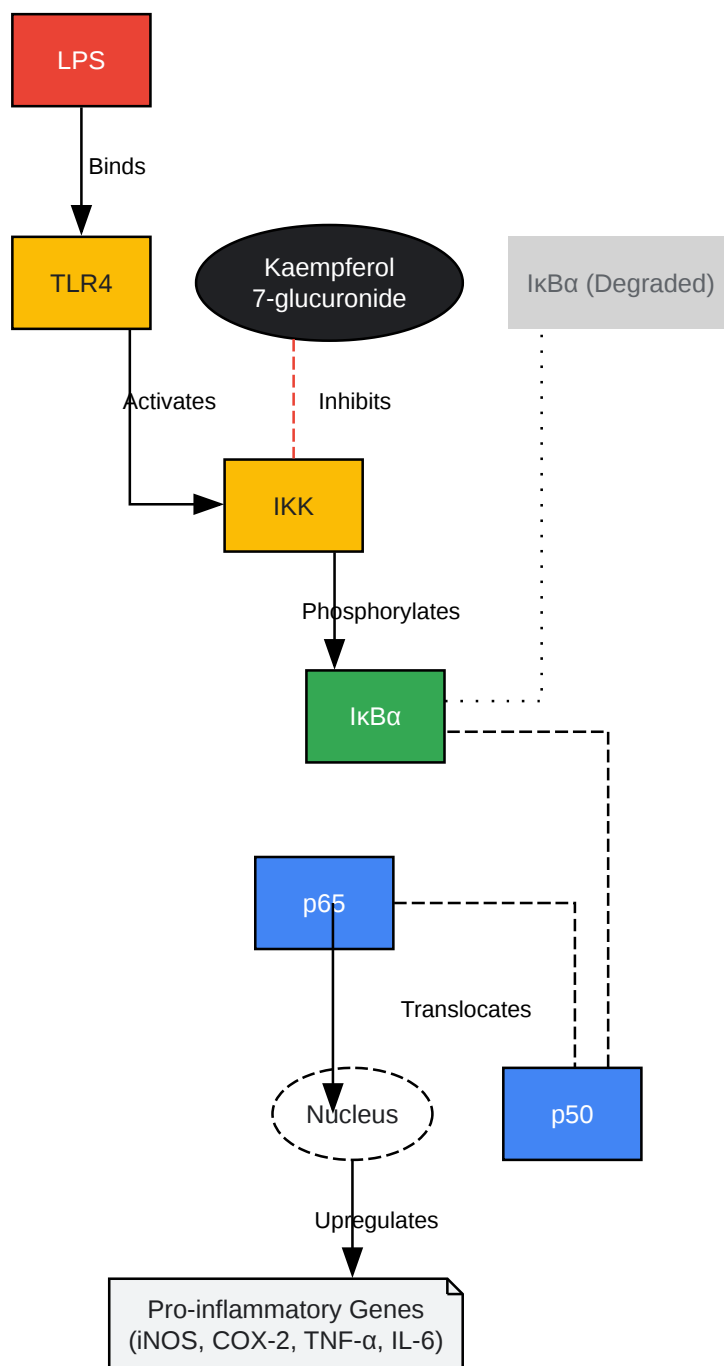 LPS
Binds
TLR4
Kaempferol
7-glucuronide
IκBα (Degraded)
Activates
Inhibits
IKK
Phosphorylates
IκBα
p65
Translocates
Nucleus
p50
Upregulates
Pro-inflammatory Genes
(iNOS, COX-2, TNF-α, IL-6)